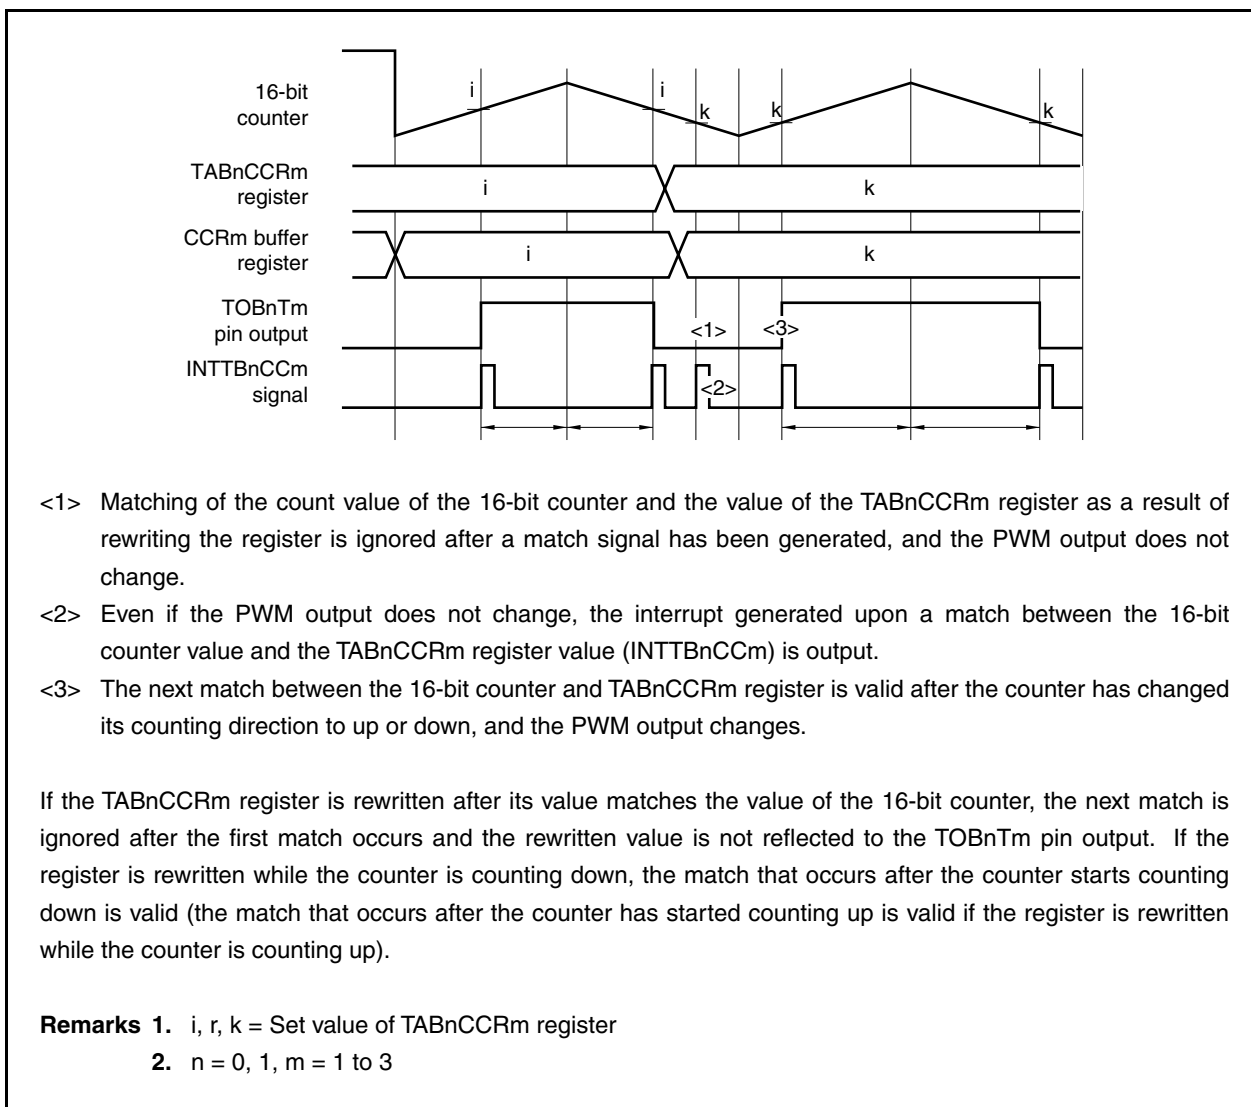 16-bit
counter
i
i
k
k
k
TABnCCRm
register
i
k
CCRm buffer
register
i
k
TOBnTm
pin output
<1>
<3>
INTTBnCCm
signal
<2>
<1> Matching of the count value of the 16-bit counter and the value of the TABnCCRm register as a result of
rewriting the register is ignored after a match signal has been generated, and the PWM output does not
change.
<2> Even if the PWM output does not change, the interrupt generated upon a match between the 16-bit
counter value and the TABnCCRm register value (INTTBnCCm) is output.
<3> The next match between the 16-bit counter and TABnCCRm register is valid after the counter has changed
its counting direction to up or down, and the PWM output changes.
If the TABnCCRm register is rewritten after its value matches the value of the 16-bit counter, the next match is
ignored after the first match occurs and the rewritten value is not reflected to the TOBnTm pin output. If the
register is rewritten while the counter is counting down, the match that occurs after the counter starts counting
down is valid (the match that occurs after the counter has started counting up is valid if the register is rewritten
while the counter is counting up).
Remarks 1. i, r, k = Set value of TABnCCRm register
2. n = 0, 1, m = 1 to 3